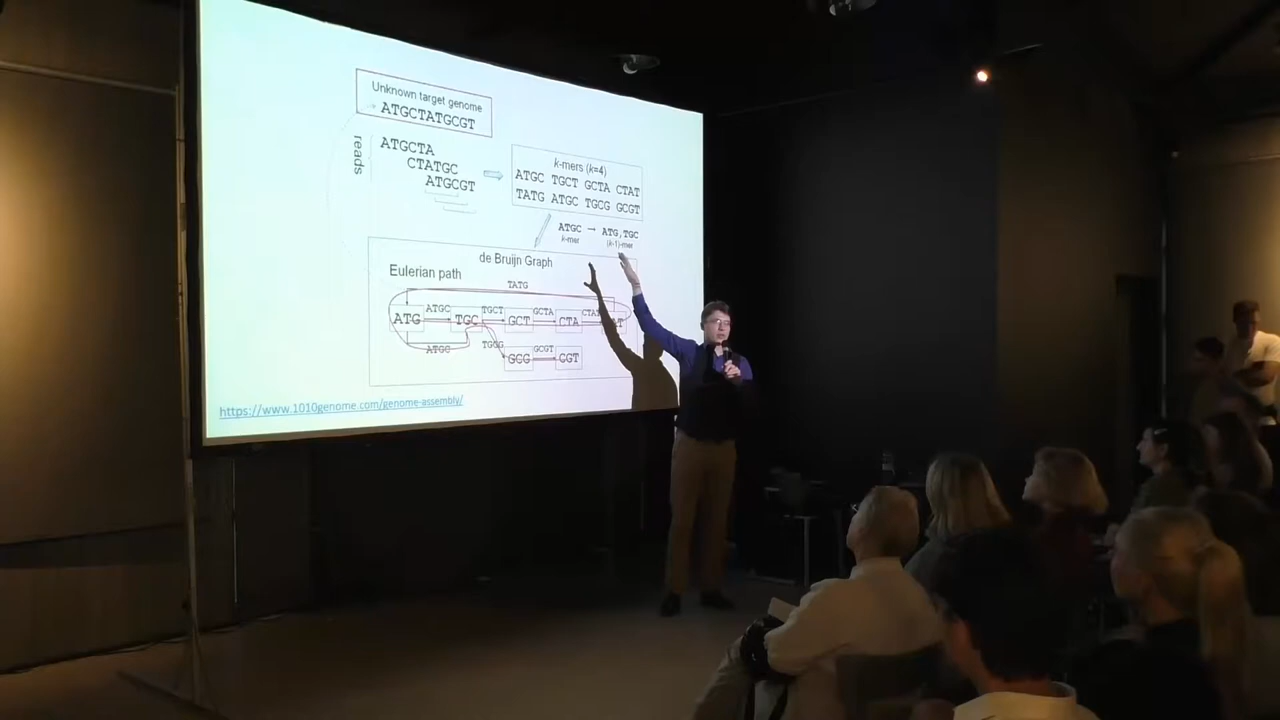 Unknown target genome
ATGCTATGCGT
reads
ATGCTA
CTATGC
ATGCGT
k-mers (k=4)
ATGC TGCT GCTA CTAT
TATG ATGC TGCG GCGT
ATGC → ATG,TGC
k-mer (k-1)-mer
de Bruijn Graph
Eulerian path
TATG
ATGC TGCT GCTA
ATG TGC GCT CTA
ATGC TGCG GCGT
GCG CGT
https://www.1010genome.com/genome-assembly/